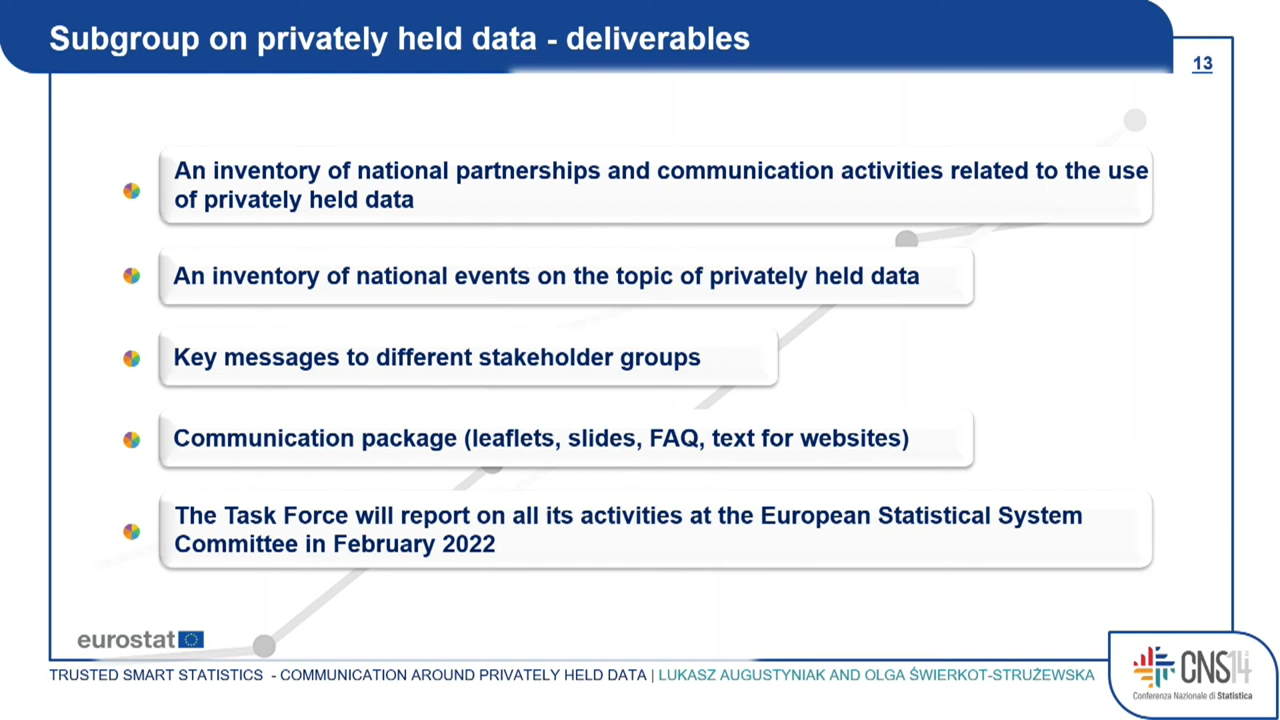 Subgroup on privately held data - deliverables
13
An inventory of national partnerships and communication activities related to the use
of privately held data
An inventory of national events on the topic of privately held data
Key messages to different stakeholder groups
Communication package (leaflets, slides, FAQ, text for websites)
The Task Force will report on all its activities at the European Statistical System
Committee in February 2022
eurostat
TRUSTED SMART STATISTICS - COMMUNICATION AROUND PRIVATELY HELD DATA | LUKASZ AUGUSTYNIAK AND OLGA ŚWIERKOT-STRUŻEWSKA
CNS14
Conferenza Nazionale di Statistica